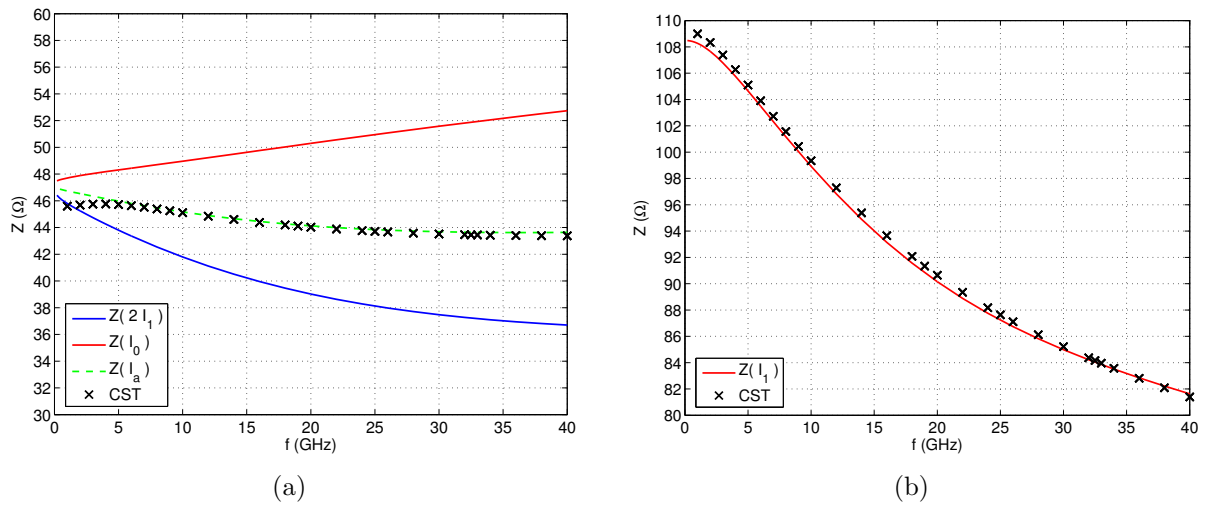 60
58
56
54
52
50
48
46
44
42
40
38
36
34
32
30
Z (Ω)
Z( 2 I1 )
Z( I0 )
Z( Ia )
CST
0 5 10 15 20 25 30 35 40
f (GHz)
(a)
110
108
106
104
102
100
98
96
94
92
90
88
86
84
82
80
Z (Ω)
Z( I1 )
CST
0 5 10 15 20 25 30 35 40
f (GHz)
(b)